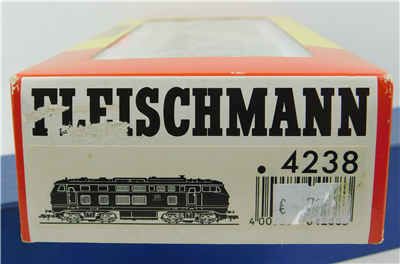 FLEISCHMANN
. 4238
€